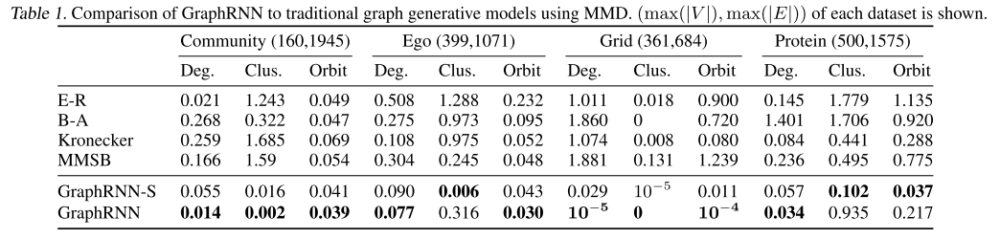 Table 1. Comparison of GraphRNN to traditional graph generative models using MMD. (max(|V|), max(|E|)) of each dataset is shown.
Community (160,1945) Ego (399,1071) Grid (361,684) Protein (500,1575)
Deg. Clus. Orbit Deg. Clus. Orbit Deg. Clus. Orbit Deg. Clus. Orbit
E-R 0.021 1.243 0.049 0.508 1.288 0.232 1.011 0.018 0.900 0.145 1.779 1.135
B-A 0.268 0.322 0.047 0.275 0.973 0.095 1.860 0 0.720 1.401 1.706 0.920
Kronecker 0.259 1.685 0.069 0.108 0.975 0.052 1.074 0.008 0.080 0.084 0.441 0.288
MMSB 0.166 1.59 0.054 0.304 0.245 0.048 1.881 0.131 1.239 0.236 0.495 0.775
GraphRNN-S 0.055 0.016 0.041 0.090 0.006 0.043 0.029 10⁻⁵ 0.011 0.057 0.102 0.037
GraphRNN 0.014 0.002 0.039 0.077 0.316 0.030 10⁻⁵ 0 10⁻⁴ 0.034 0.935 0.217